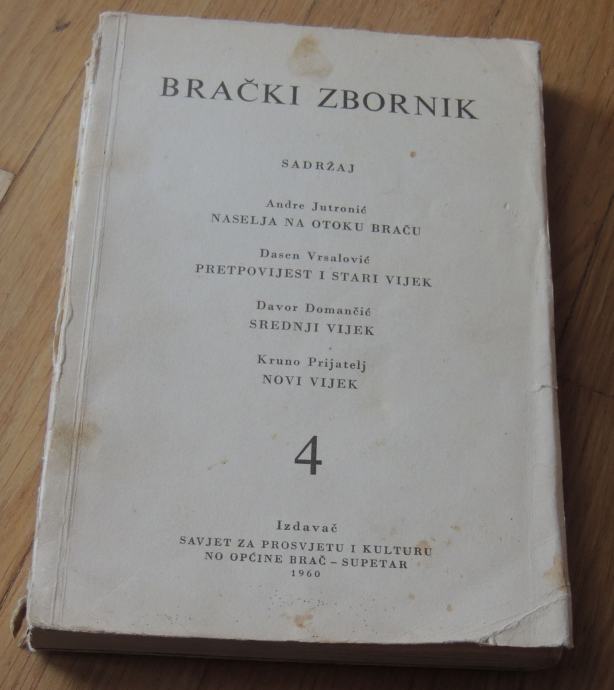 BRAČKI ZBORNIK
SADRŽAJ
Andre Jutronić
NASELJA NA OTOKU BRAČU
Dasen Vrsalović
PRETPOVIJEST I STARI VIJEK
Davor Domančić
SREDNJI VIJEK
Kruno Prijatelj
NOVI VIJEK
4
Izdavač
SAVJET ZA PROSVJETU I KULTURU
NO OPĆINE BRAČ – SUPETAR
1960